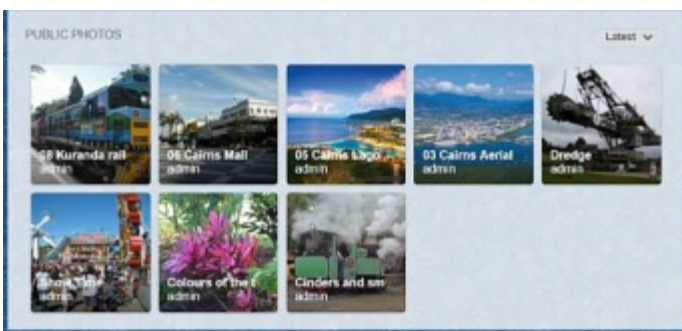 PUBLIC PHOTOS
Latest
08 Kuranda rail
admin
06 Cairns Mall
admin
05 Cairns Lago
admin
03 Cairns Aerial
admin
Dredge
admin
Show Time
admin
Colours of the t
admin
Cinders and sm
admin